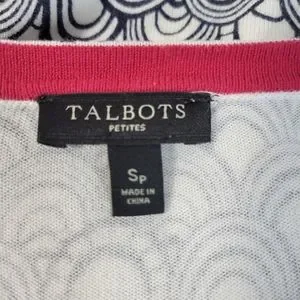 TALBOTS
PETITES
SP
MADE IN
CHINA